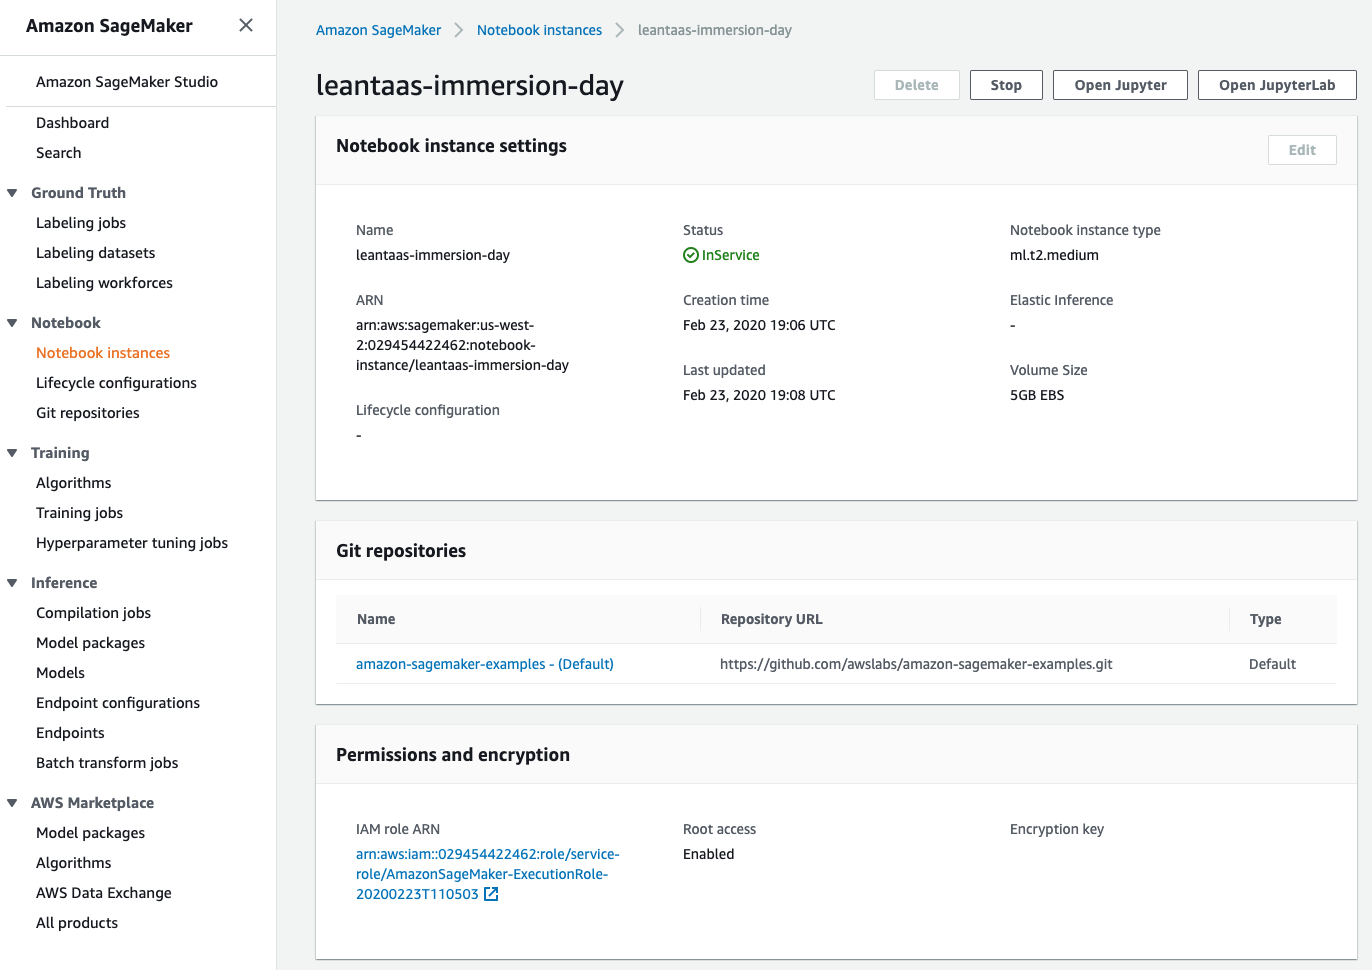 Amazon SageMaker
Amazon SageMaker Studio
Dashboard
Search
Ground Truth
Labeling jobs
Labeling datasets
Labeling workforces
Notebook
Notebook instances
Lifecycle configurations
Git repositories
Training
Algorithms
Training jobs
Hyperparameter tuning jobs
Inference
Compilation jobs
Model packages
Models
Endpoint configurations
Endpoints
Batch transform jobs
AWS Marketplace
Model packages
Algorithms
AWS Data Exchange
All products
Amazon SageMaker > Notebook instances > leantaas-immersion-day
leantaas-immersion-day
Delete Stop Open Jupyter Open JupyterLab
Notebook instance settings
Edit
Name
leantaas-immersion-day
ARN
arn:aws:sagemaker:us-west-
2:029454422462:notebook-
instance/leantaas-immersion-day
Lifecycle configuration
-
Status
InService
Creation time
Feb 23, 2020 19:06 UTC
Last updated
Feb 23, 2020 19:08 UTC
Notebook instance type
ml.t2.medium
Elastic Inference
-
Volume Size
5GB EBS
Git repositories
Name Repository URL Type
amazon-sagemaker-examples - (Default) https://github.com/awslabs/amazon-sagemaker-examples.git Default
Permissions and encryption
IAM role ARN
arn:aws:iam::029454422462:role/service-
role/AmazonSageMaker-ExecutionRole-
20200223T110503
Root access
Enabled
Encryption key